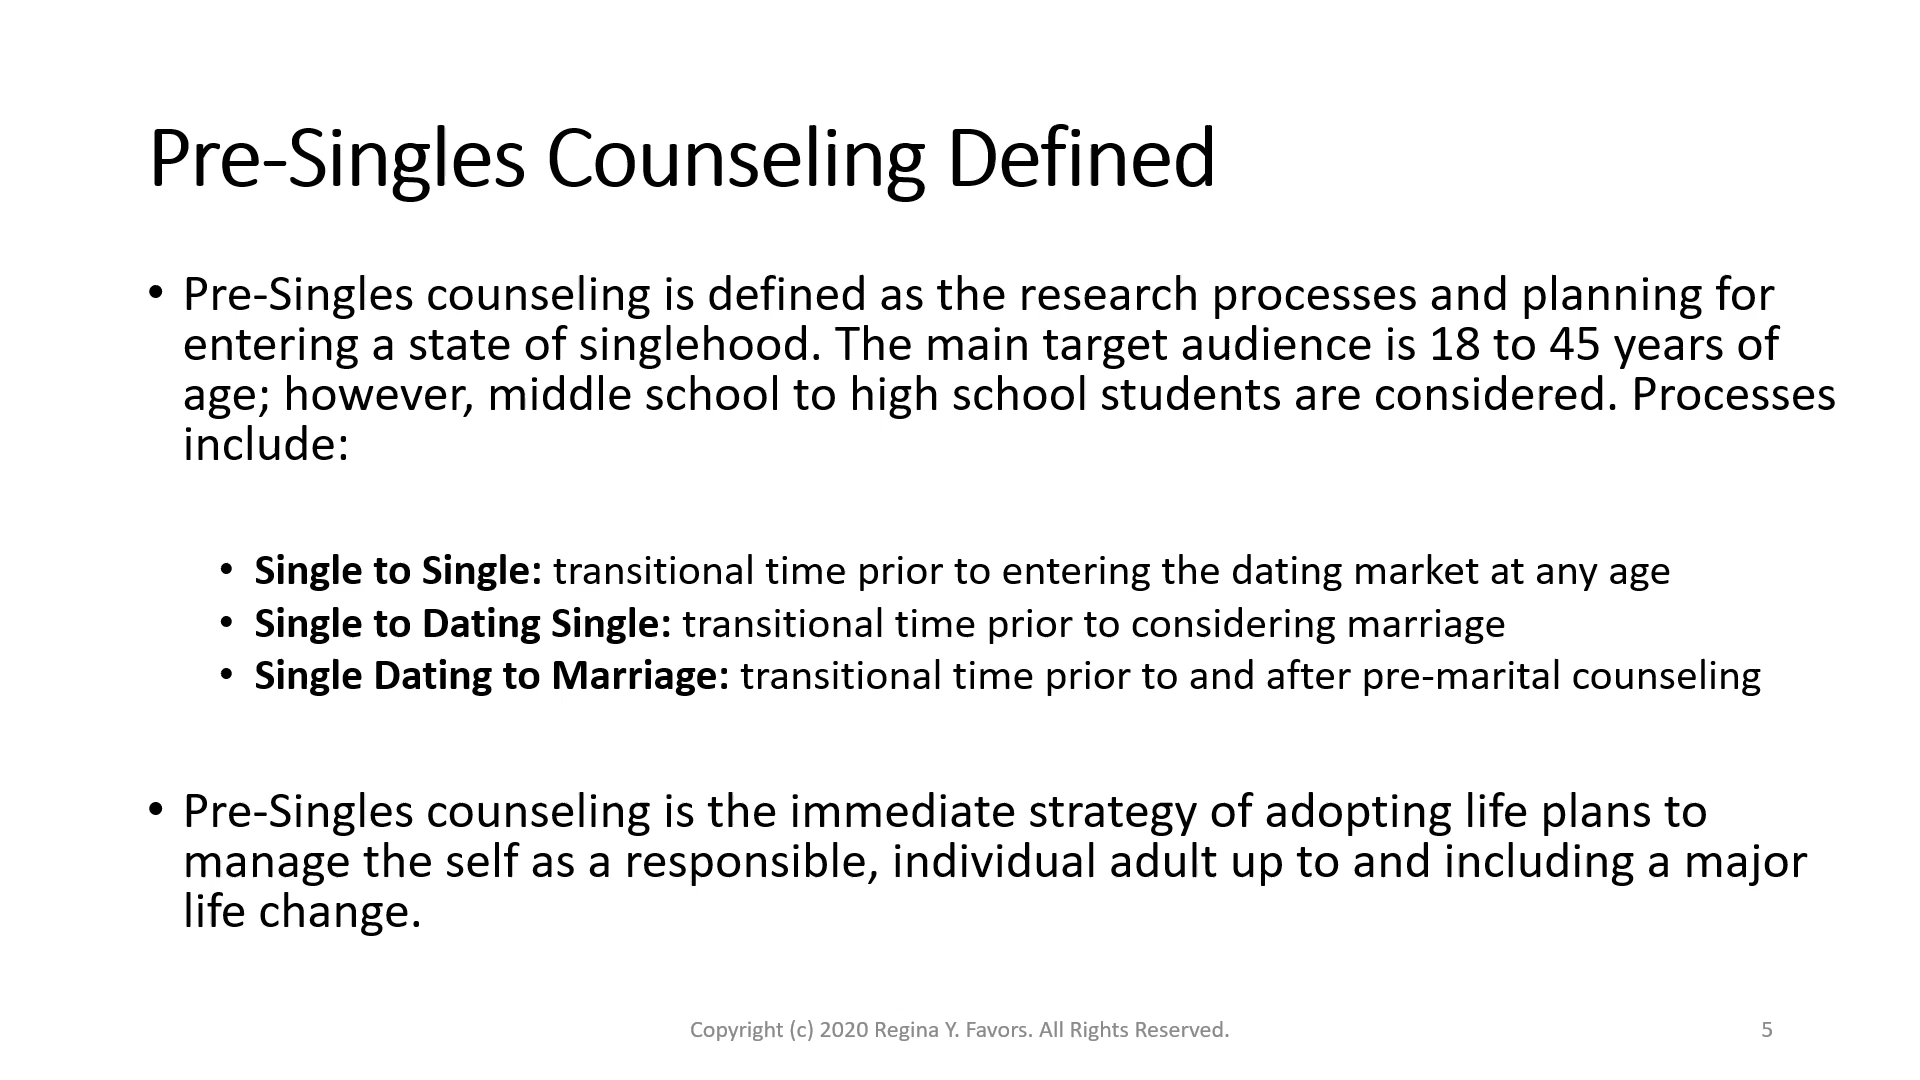 Pre-Singles Counseling Defined
• Pre-Singles counseling is defined as the research processes and planning for
entering a state of singlehood. The main target audience is 18 to 45 years of
age; however, middle school to high school students are considered. Processes
include:
• Single to Single: transitional time prior to entering the dating market at any age
• Single to Dating Single: transitional time prior to considering marriage
• Single Dating to Marriage: transitional time prior to and after pre-marital counseling
• Pre-Singles counseling is the immediate strategy of adopting life plans to
manage the self as a responsible, individual adult up to and including a major
life change.
Copyright (c) 2020 Regina Y. Favors. All Rights Reserved.
5